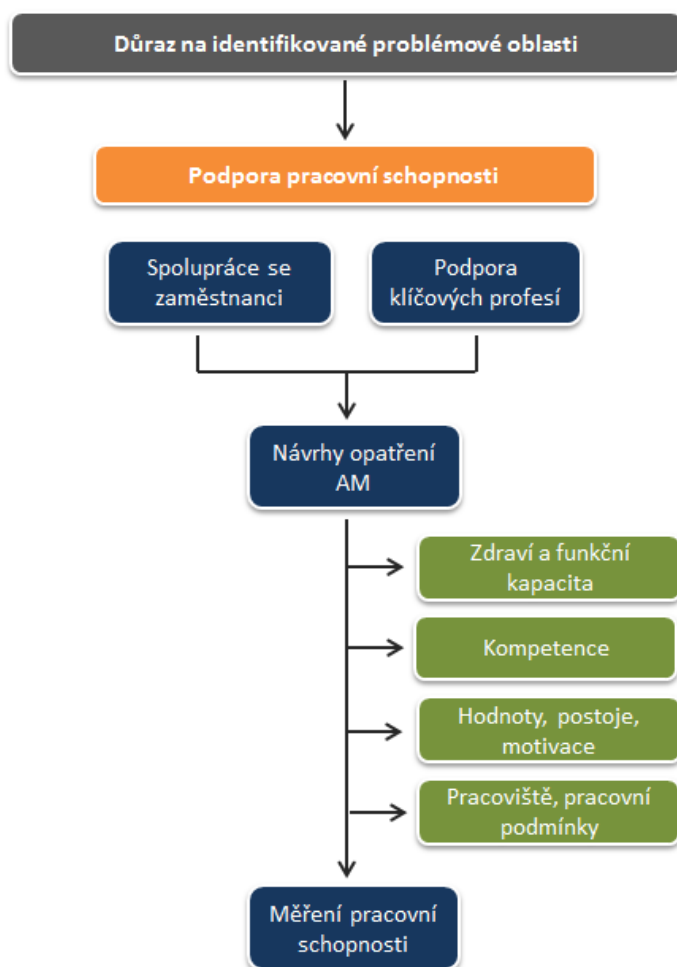 Důraz na identifikované problémové oblasti
Podpora pracovní schopnosti
Spolupráce se
zaměstnanci
Podpora
klíčových profesí
Návrhy opatření
AM
Zdraví a funkční
kapacita
Kompetence
Hodnoty, postoje,
motivace
Pracoviště, pracovní
podmínky
Měření pracovní
schopnosti